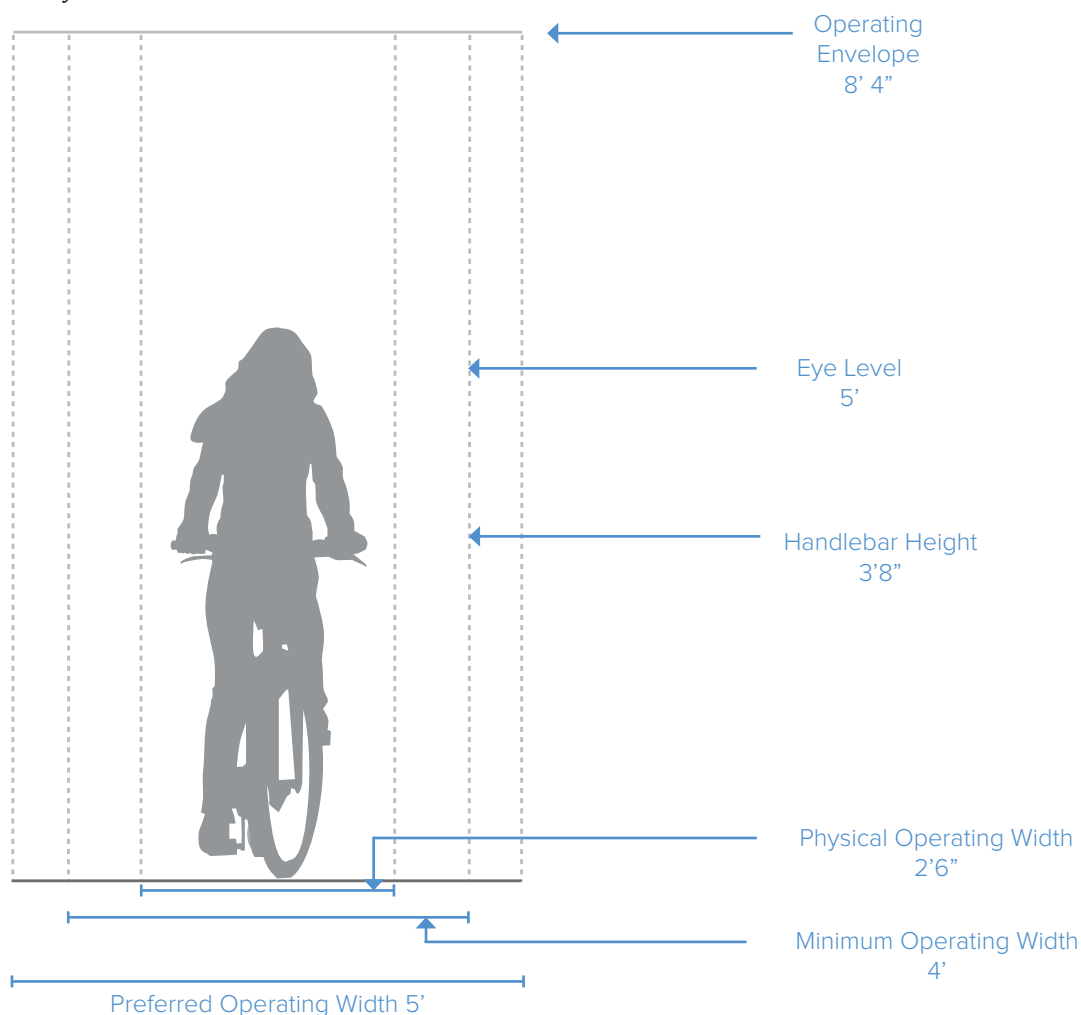 Operating
Envelope
8’ 4”
Eye Level
5’
Handlebar Height
3’8”
Physical Operating Width
2’6”
Minimum Operating Width
4’
Preferred Operating Width 5’